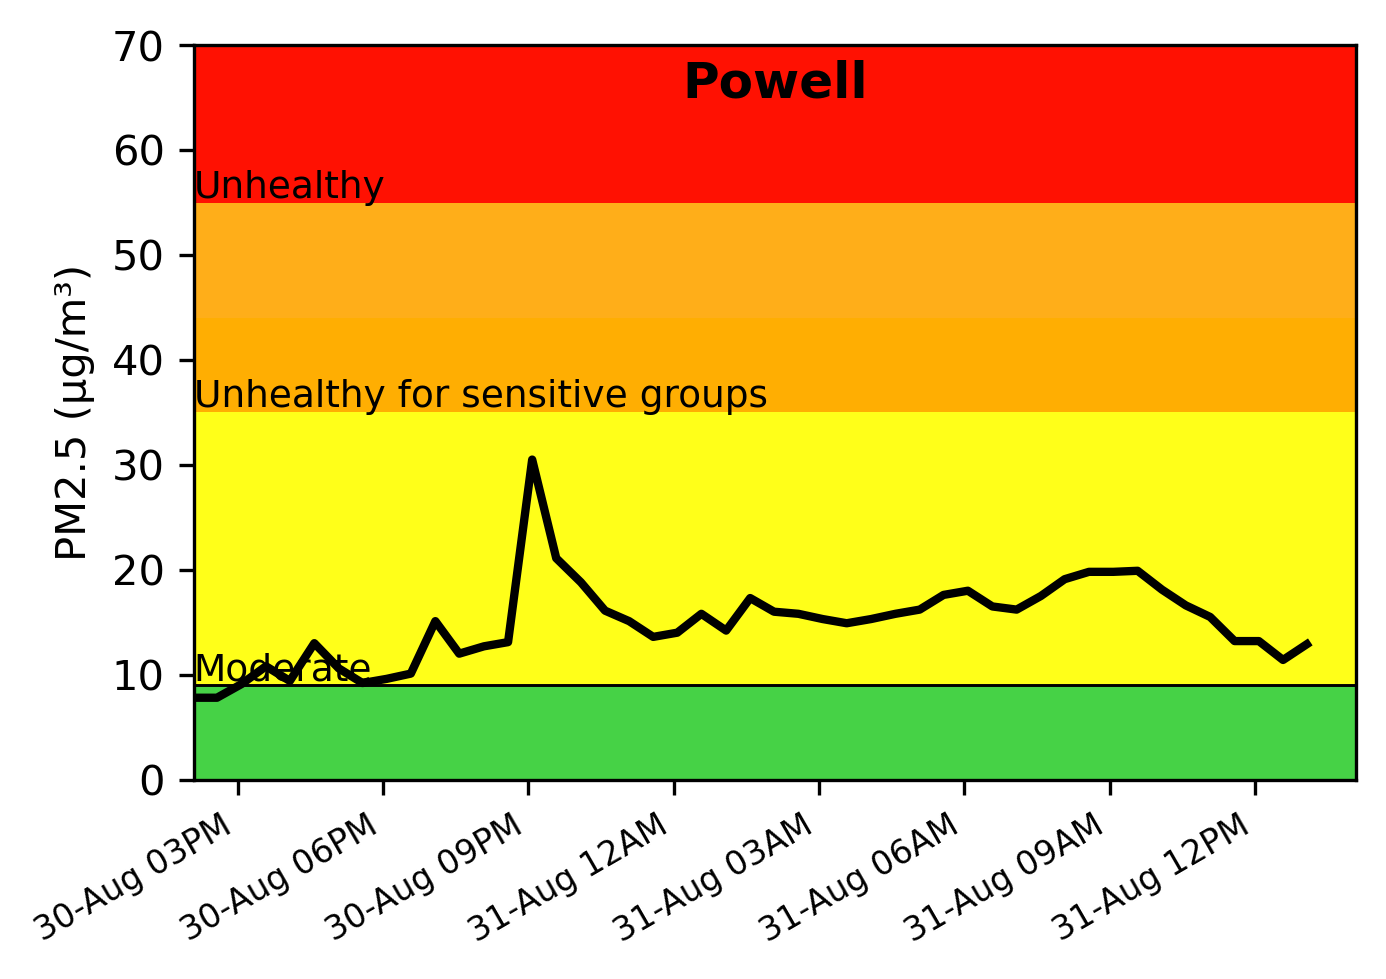 Powell
70
60
50
40
30
20
10
0
PM2.5 (µg/m³)
Unhealthy
Unhealthy for sensitive groups
Moderate
30-Aug 03PM
30-Aug 06PM
30-Aug 09PM
31-Aug 12AM
31-Aug 03AM
31-Aug 06AM
31-Aug 09AM
31-Aug 12PM